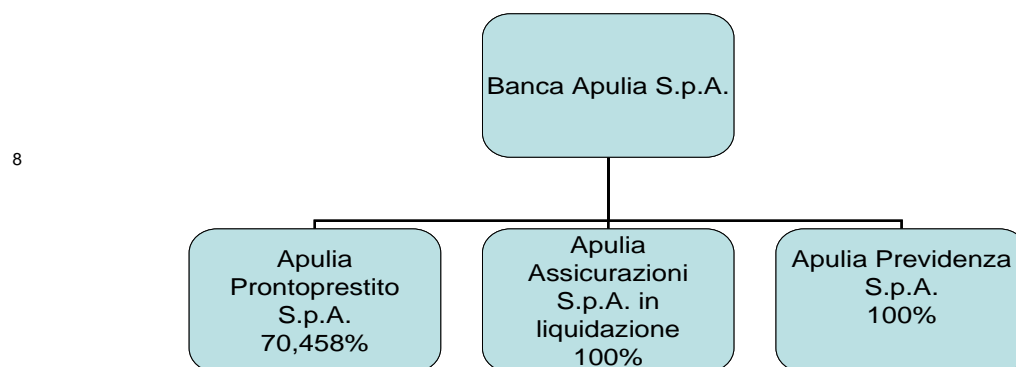 Banca Apulia S.p.A.
8
Apulia
Prontoprestito
S.p.A.
70,458%
Apulia
Assicurazioni
S.p.A. in
liquidazione
100%
Apulia Previdenza
S.p.A.
100%